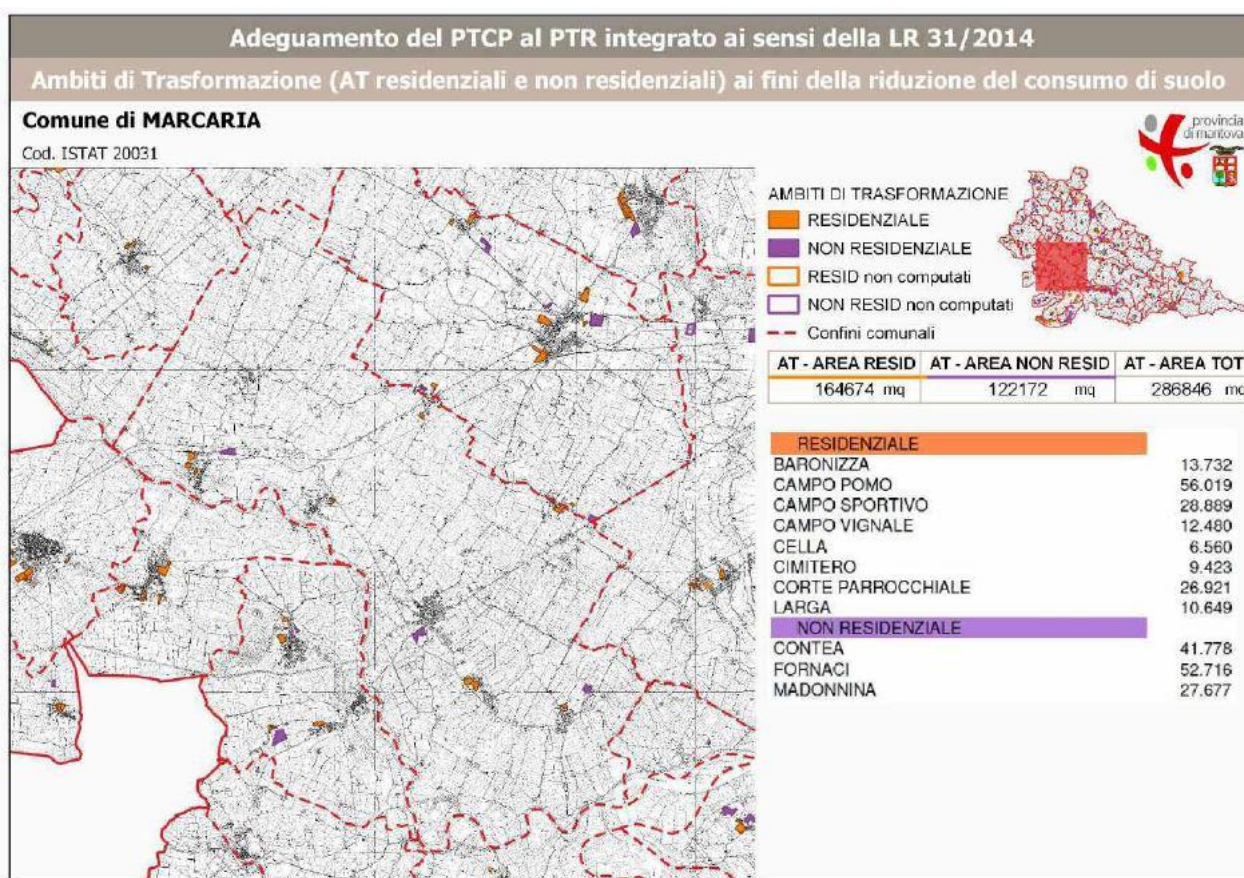 Adeguamento del PTCP al PTR integrato ai sensi della LR 31/2014
Ambiti di Trasformazione (AT residenziali e non residenziali) ai fini della riduzione del consumo di suolo
Comune di MARCARIA
Cod. ISTAT 20031
provincia
di mantova
AMBITI DI TRASFORMAZIONE
RESIDENZIALE
NON RESIDENZIALE
RESID non computati
NON RESID non computati
Confini comunali
AT - AREA RESID AT - AREA NON RESID AT - AREA TOT
164674 mq 122172 mq 286846 mq
RESIDENZIALE
BARONIZZA 13.732
CAMPO POMO 56.019
CAMPO SPORTIVO 28.889
CAMPO VIGNALE 12.480
CELLA 6.560
CIMITERO 9.423
CORTE PARROCCHIALE 26.921
LARGA 10.649
NON RESIDENZIALE
CONTEA 41.778
FORNACI 52.716
MADONNINA 27.677